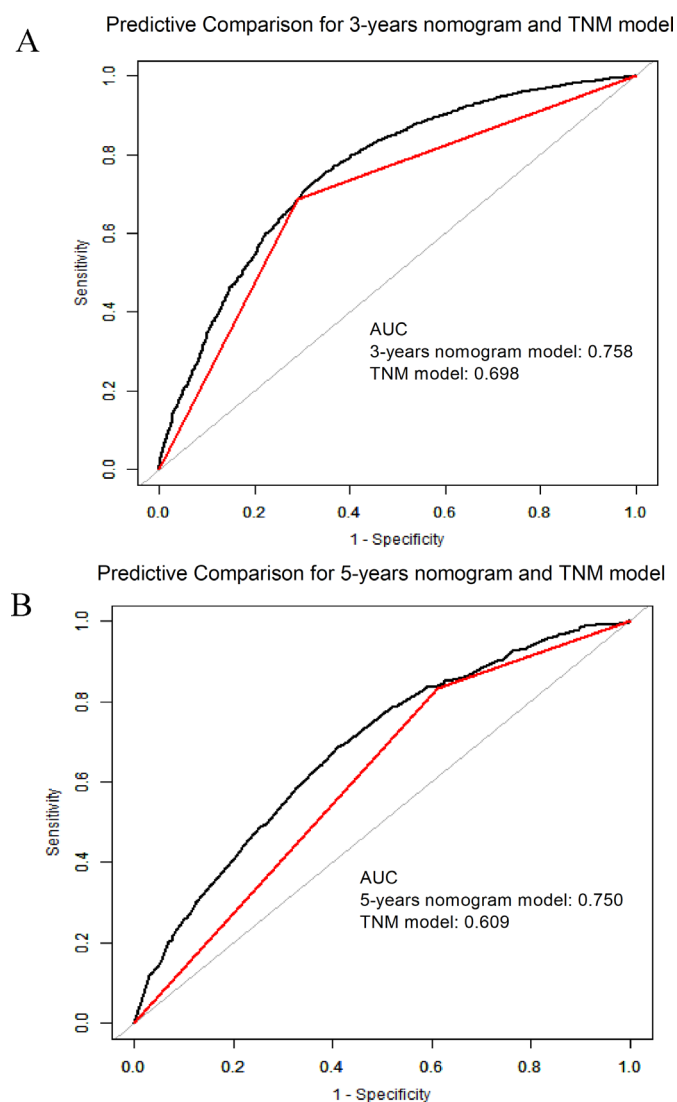 A
Predictive Comparison for 3-years nomogram and TNM model
1.0
0.8
0.6
0.4
0.2
0.0
Sensitivity
AUC
3-years nomogram model: 0.758
TNM model: 0.698
0.0 0.2 0.4 0.6 0.8 1.0
1 - Specificity
Predictive Comparison for 5-years nomogram and TNM model
B
1.0
0.8
0.6
0.4
0.2
0.0
Sensitivity
AUC
5-years nomogram model: 0.750
TNM model: 0.609
0.0 0.2 0.4 0.6 0.8 1.0
1 - Specificity